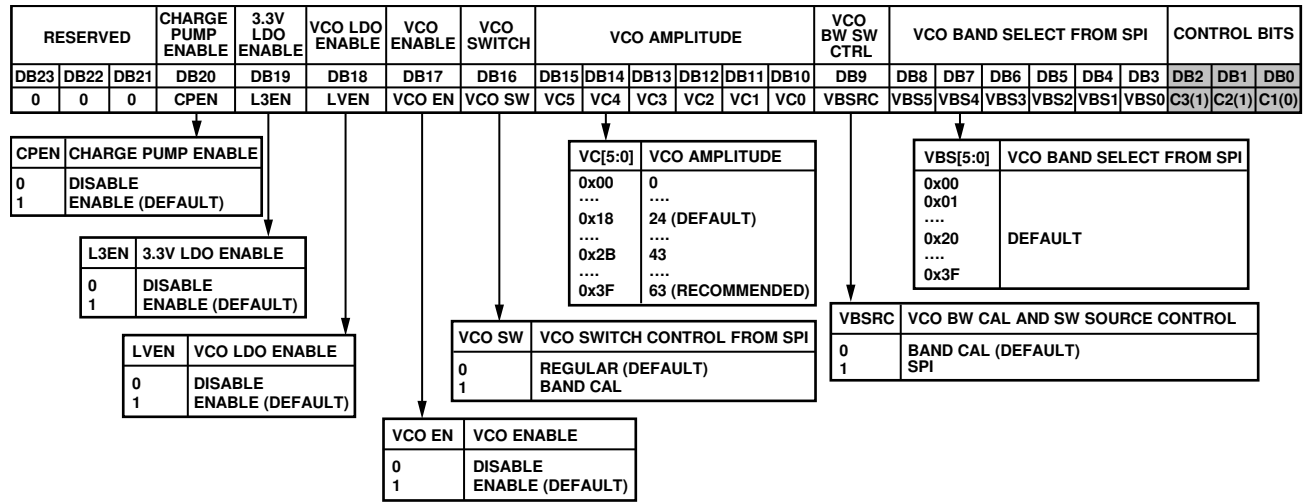 RESERVED
CHARGE PUMP ENABLE
3.3V LDO ENABLE
VCO LDO ENABLE
VCO ENABLE
VCO SWITCH
VCO AMPLITUDE
VCO BW SW CTRL
VCO BAND SELECT FROM SPI
CONTROL BITS
DB23 DB22 DB21 DB20 DB19 DB18 DB17 DB16 DB15 DB14 DB13 DB12 DB11 DB10 DB9 DB8 DB7 DB6 DB5 DB4 DB3 DB2 DB1 DB0
0 0 0 CPEN L3EN LVEN VCO EN VCO SW VC5 VC4 VC3 VC2 VC1 VC0 VBSRC VBS5 VBS4 VBS3 VBS2 VBS1 VBS0 C3(1) C2(1) C1(0)
CPEN CHARGE PUMP ENABLE
0 DISABLE
1 ENABLE (DEFAULT)
L3EN 3.3V LDO ENABLE
0 DISABLE
1 ENABLE (DEFAULT)
LVEN VCO LDO ENABLE
0 DISABLE
1 ENABLE (DEFAULT)
VCO EN VCO ENABLE
0 DISABLE
1 ENABLE (DEFAULT)
VCO SW VCO SWITCH CONTROL FROM SPI
0 REGULAR (DEFAULT)
1 BAND CAL
VC[5:0] VCO AMPLITUDE
0x00 0
.... ....
0x18 24 (DEFAULT)
.... ....
0x2B 43
.... ....
0x3F 63 (RECOMMENDED)
VBSRC VCO BW CAL AND SW SOURCE CONTROL
0 BAND CAL (DEFAULT)
1 SPI
VBS[5:0] VCO BAND SELECT FROM SPI
0x00
0x01
....
0x20 DEFAULT
....
0x3F